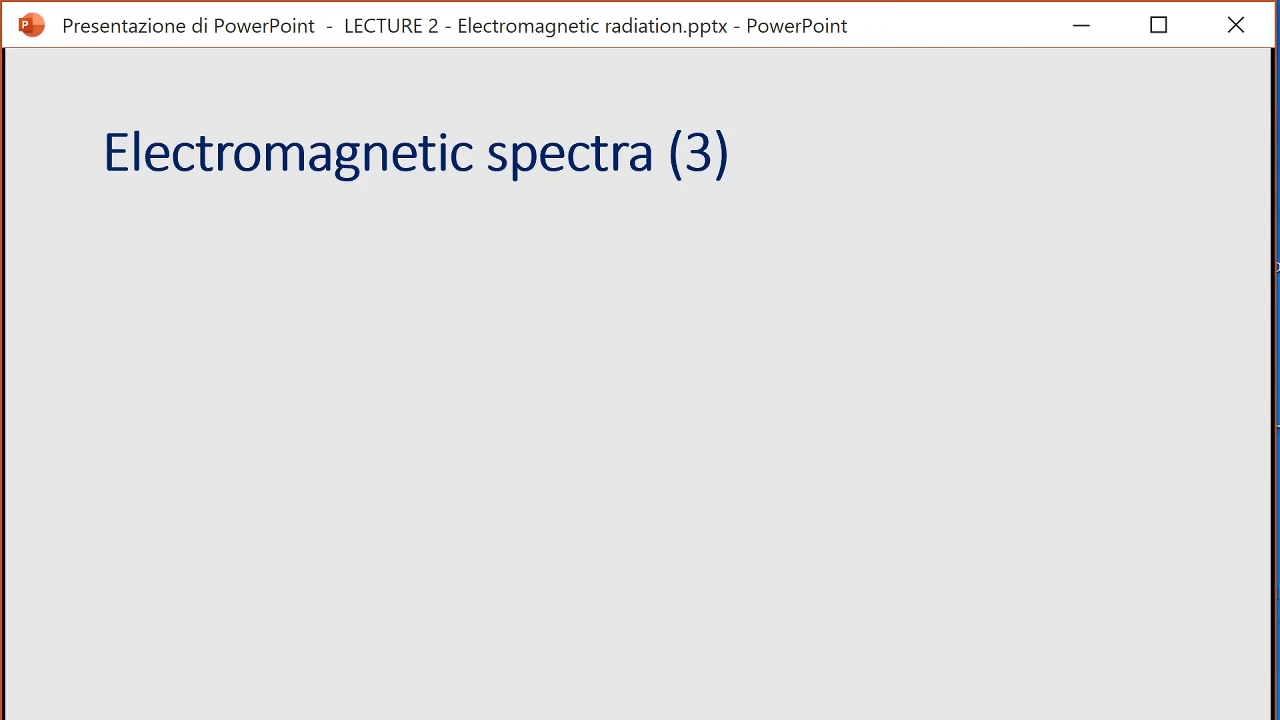 Presentazione di PowerPoint - LECTURE 2 - Electromagnetic radiation.pptx - PowerPoint
Electromagnetic spectra (3)